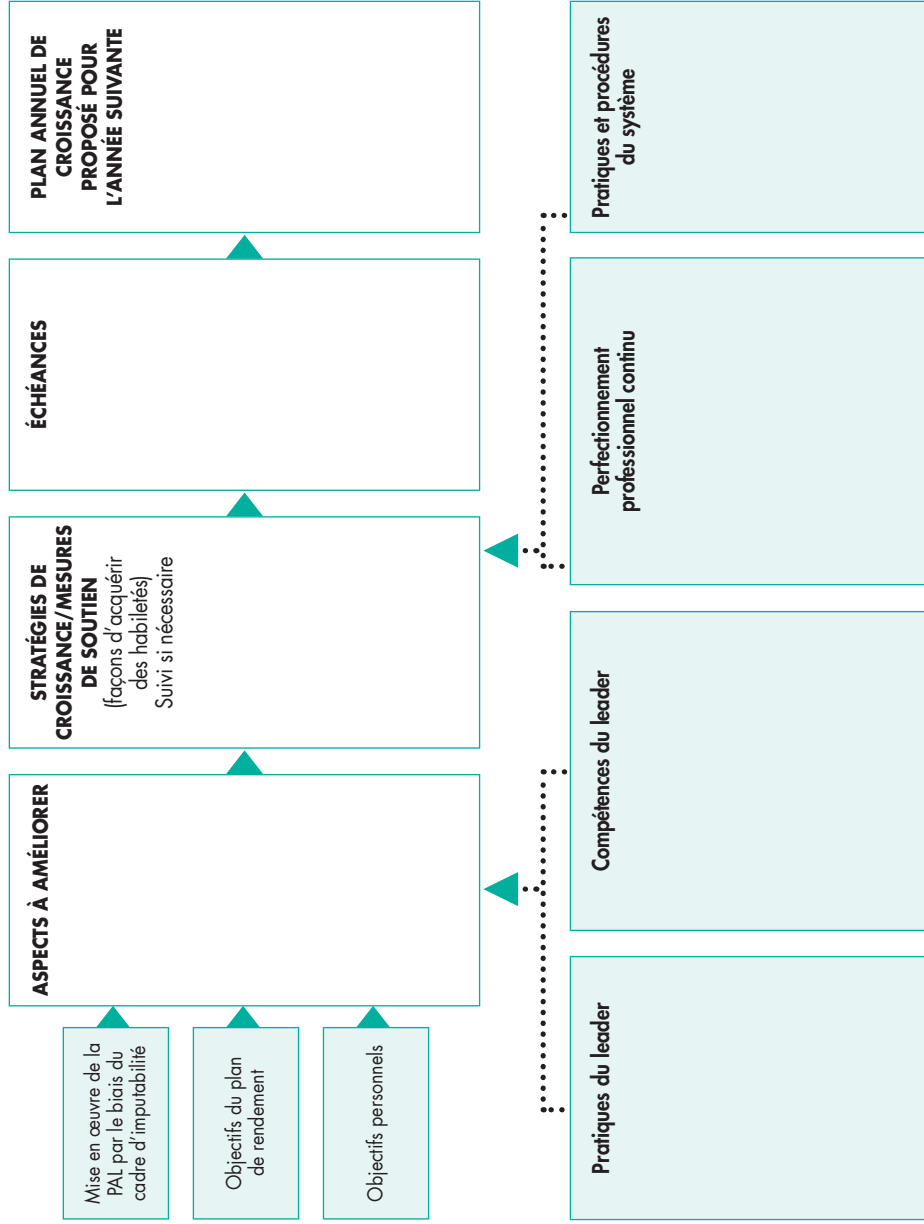 Mise en œuvre de la
PAL par le biais du
cadre d'imputabilité
Objectifs du plan
de rendement
Objectifs personnels
ASPECTS À AMÉLIORER
STRATÉGIES DE
CROISSANCE/MESURES
DE SOUTIEN
(façons d'acquérir
des habiletés)
Suivi si nécessaire
ÉCHÉANCES
PLAN ANNUEL DE
CROISSANCE
PROPOSÉ POUR
L'ANNÉE SUIVANTE
Pratiques du leader
Compétences du leader
Perfectionnement
professionnel continu
Pratiques et procédures
du système